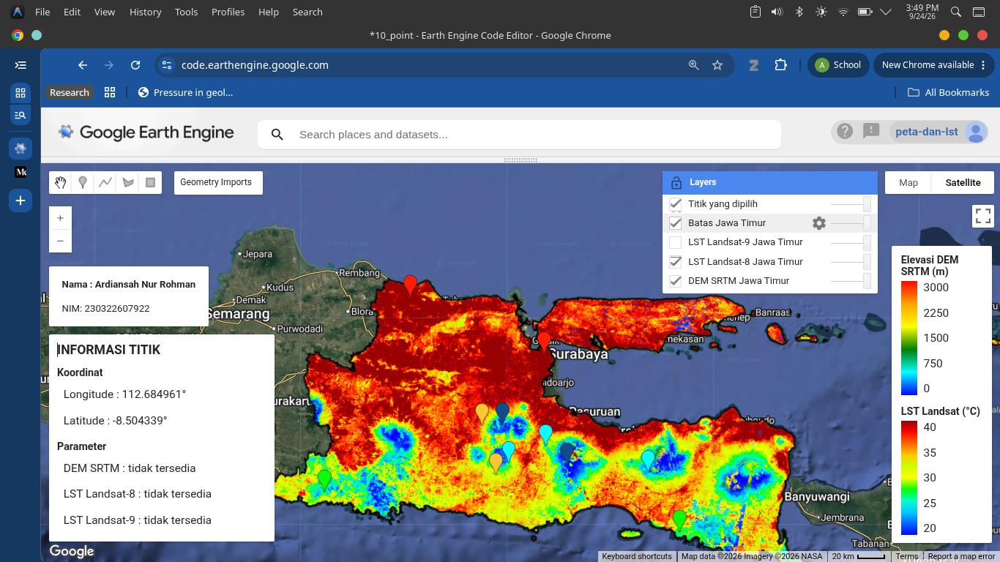 File Edit View History Tools Profiles Help Search
3:49 PM
9/24/26
*10_point - Earth Engine Code Editor - Google Chrome
code.earthengine.google.com
A School
New Chrome available
Research
Pressure in geol...
All Bookmarks
Google Earth Engine
Search places and datasets...
peta-dan-lst
Geometry Imports
Layers
Titik yang dipilih
Batas Jawa Timur
LST Landsat-9 Jawa Timur
LST Landsat-8 Jawa Timur
DEM SRTM Jawa Timur
Map Satellite
+
−
Nama : Ardiansah Nur Rohman
NIM: 230322607922
INFORMASI TITIK
Koordinat
Longitude : 112.684961°
Latitude : -8.504339°
Parameter
DEM SRTM : tidak tersedia
LST Landsat-8 : tidak tersedia
LST Landsat-9 : tidak tersedia
Elevasi DEM
SRTM (m)
3000
2250
1500
750
0
LST Landsat (°C)
40
35
30
25
20
Jepara
Rembang
Kudus
Demak
Semarang
Blora
Purwodadi
Banraas
mekasan
Surabaya
idoarjo
urakart
Pasuruan
Banyuwangi
Jembrana
Tabanan
Google
Keyboard shortcuts
Map data ©2026 Imagery ©2026 NASA
20 km
Terms
Report a map error